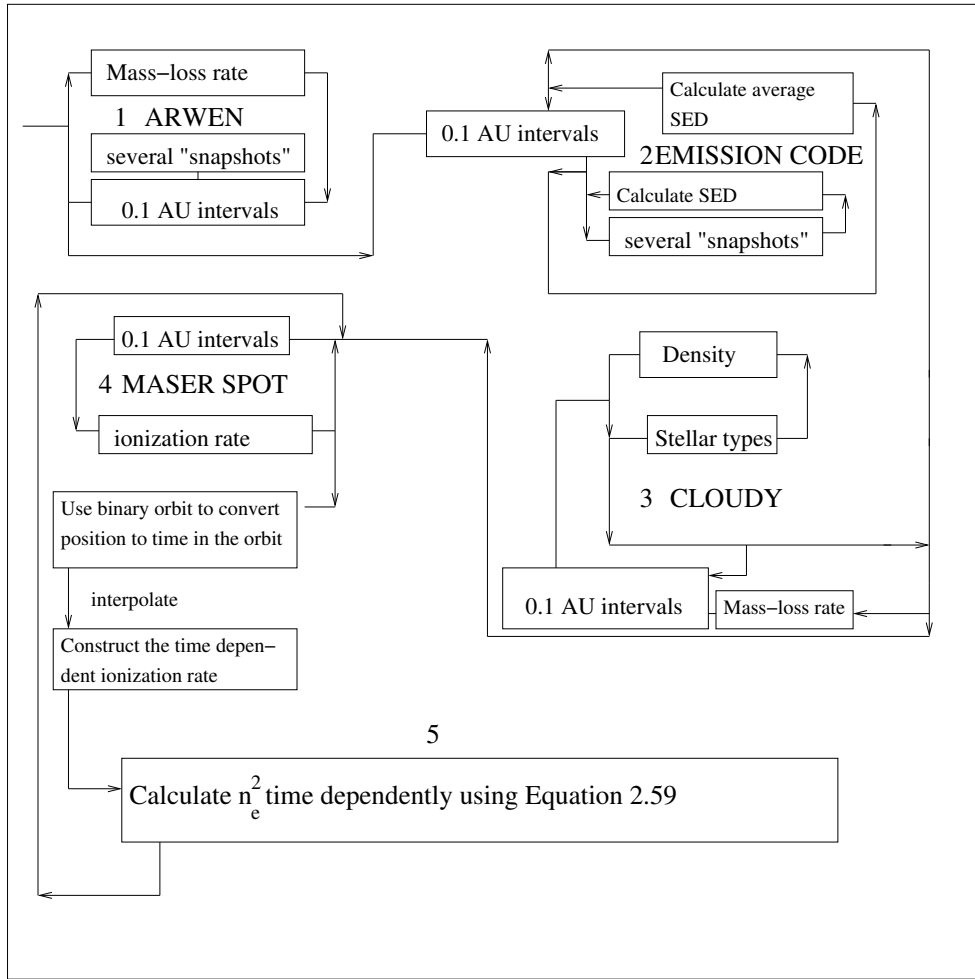 Mass−loss rate
1 ARWEN
several "snapshots"
0.1 AU intervals
0.1 AU intervals
Calculate average
SED
2 EMISSION CODE
Calculate SED
several "snapshots"
0.1 AU intervals
4 MASER SPOT
ionization rate
Density
Stellar types
3 CLOUDY
0.1 AU intervals
Mass−loss rate
Use binary orbit to convert
position to time in the orbit
interpolate
Construct the time depen−
dent ionization rate
5
Calculate n_e^2 time dependently using Equation 2.59